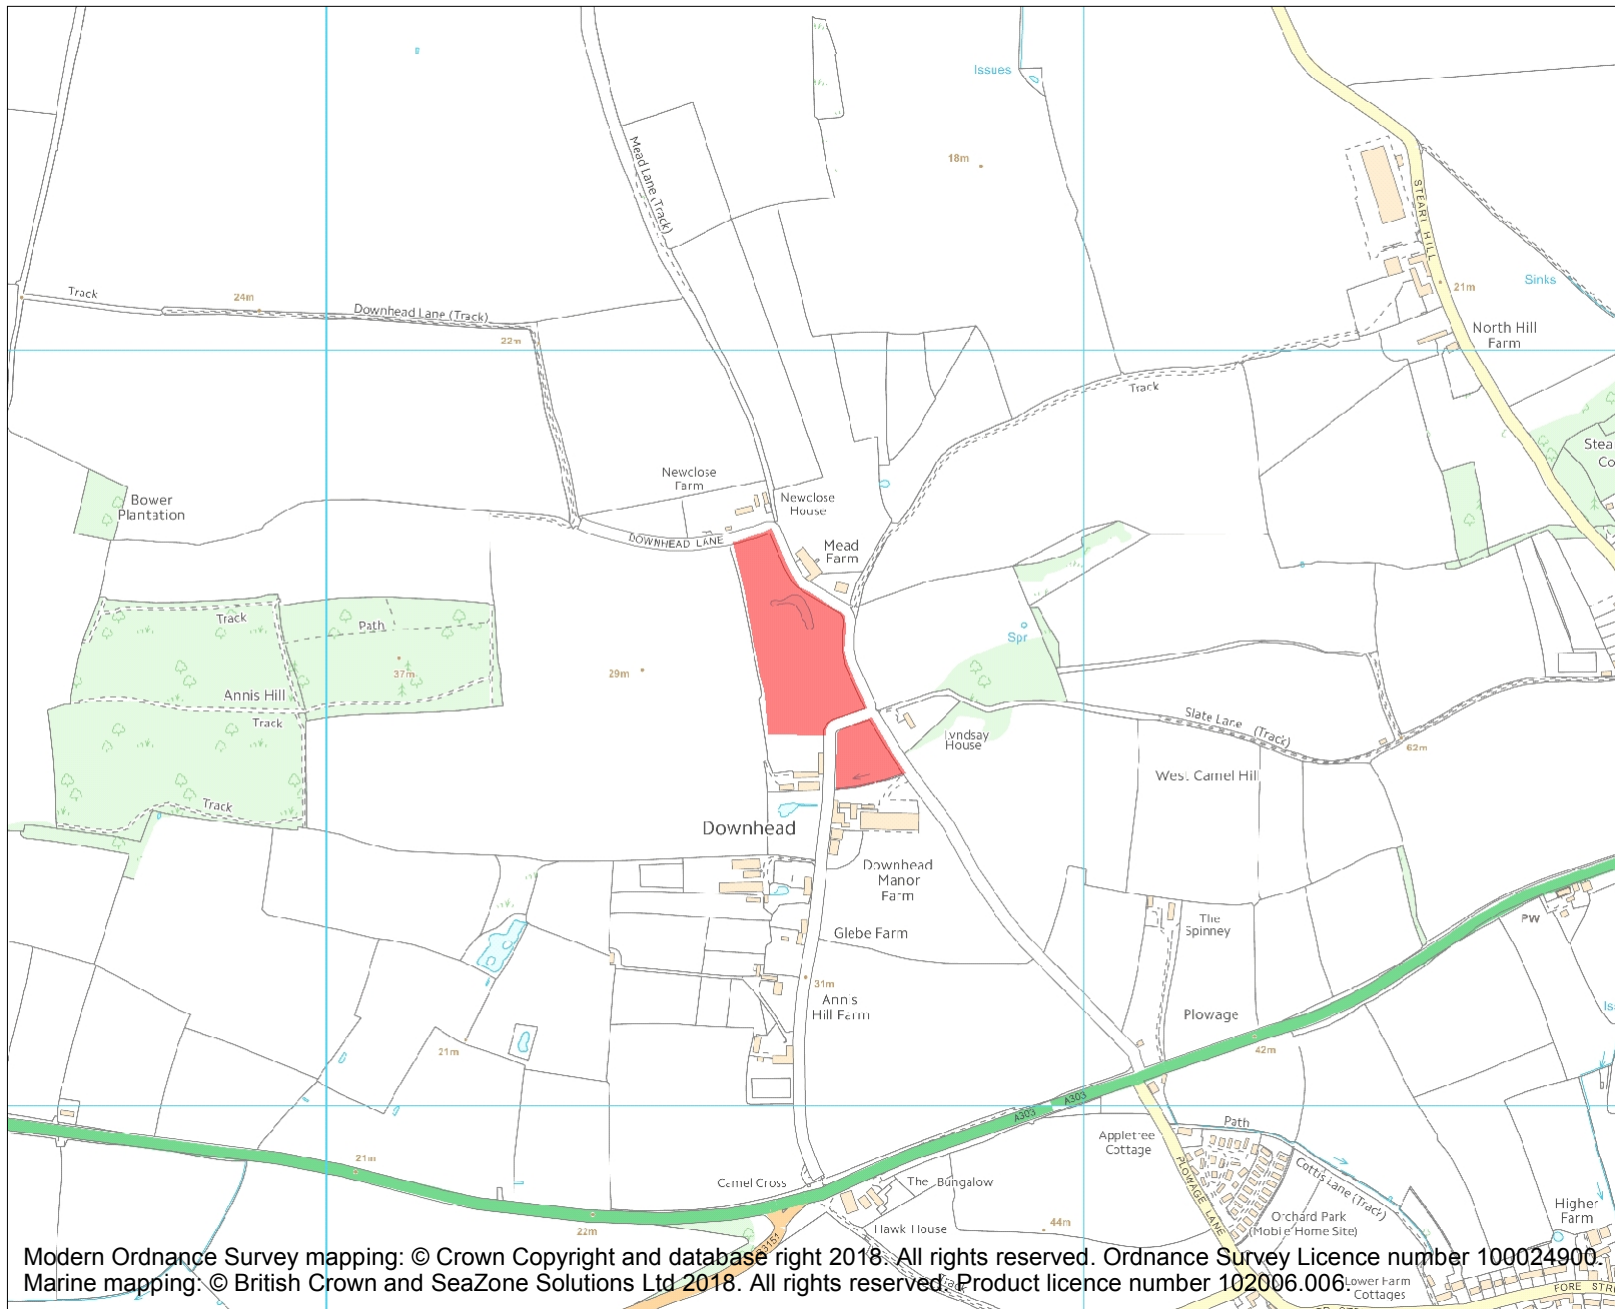 Issues
Mead Lane (Track)
18m
STEART HILL
Sinks
Track
24m
Downhead Lane (Track)
21m
22m
North Hill
Farm
Track
Newclose
Farm
Newclose
House
Bower
Plantation
DOWNHEAD LANE
Mead
Farm
Track
Path
Spr
37m
29m
Annis Hill
Track
Lyndsay
House
Slate Lane (Track)
62m
West Camel Hill
Track
Downhead
Downhead
Manor
Farm
The
Spinney
PW
Glebe Farm
31m
Annis
Hill Farm
Plowage
21m
42m
A303
A303
Path
Appletree
Cottage
21m
Camel Cross
The Bungalow
PLOWAGE LANE
Cottis Lane (Track)
Higher
Farm
22m
Hawk House
44m
Orchard Park
(Mobile Home Site)
B3151
Modern Ordnance Survey mapping: © Crown Copyright and database right 2018. All rights reserved. Ordnance Survey Licence number 100024900.
Marine mapping: © British Crown and SeaZone Solutions Ltd 2018. All rights reserved. Product licence number 102006.006.
Track
Lower Farm
Cottages
FORE STR